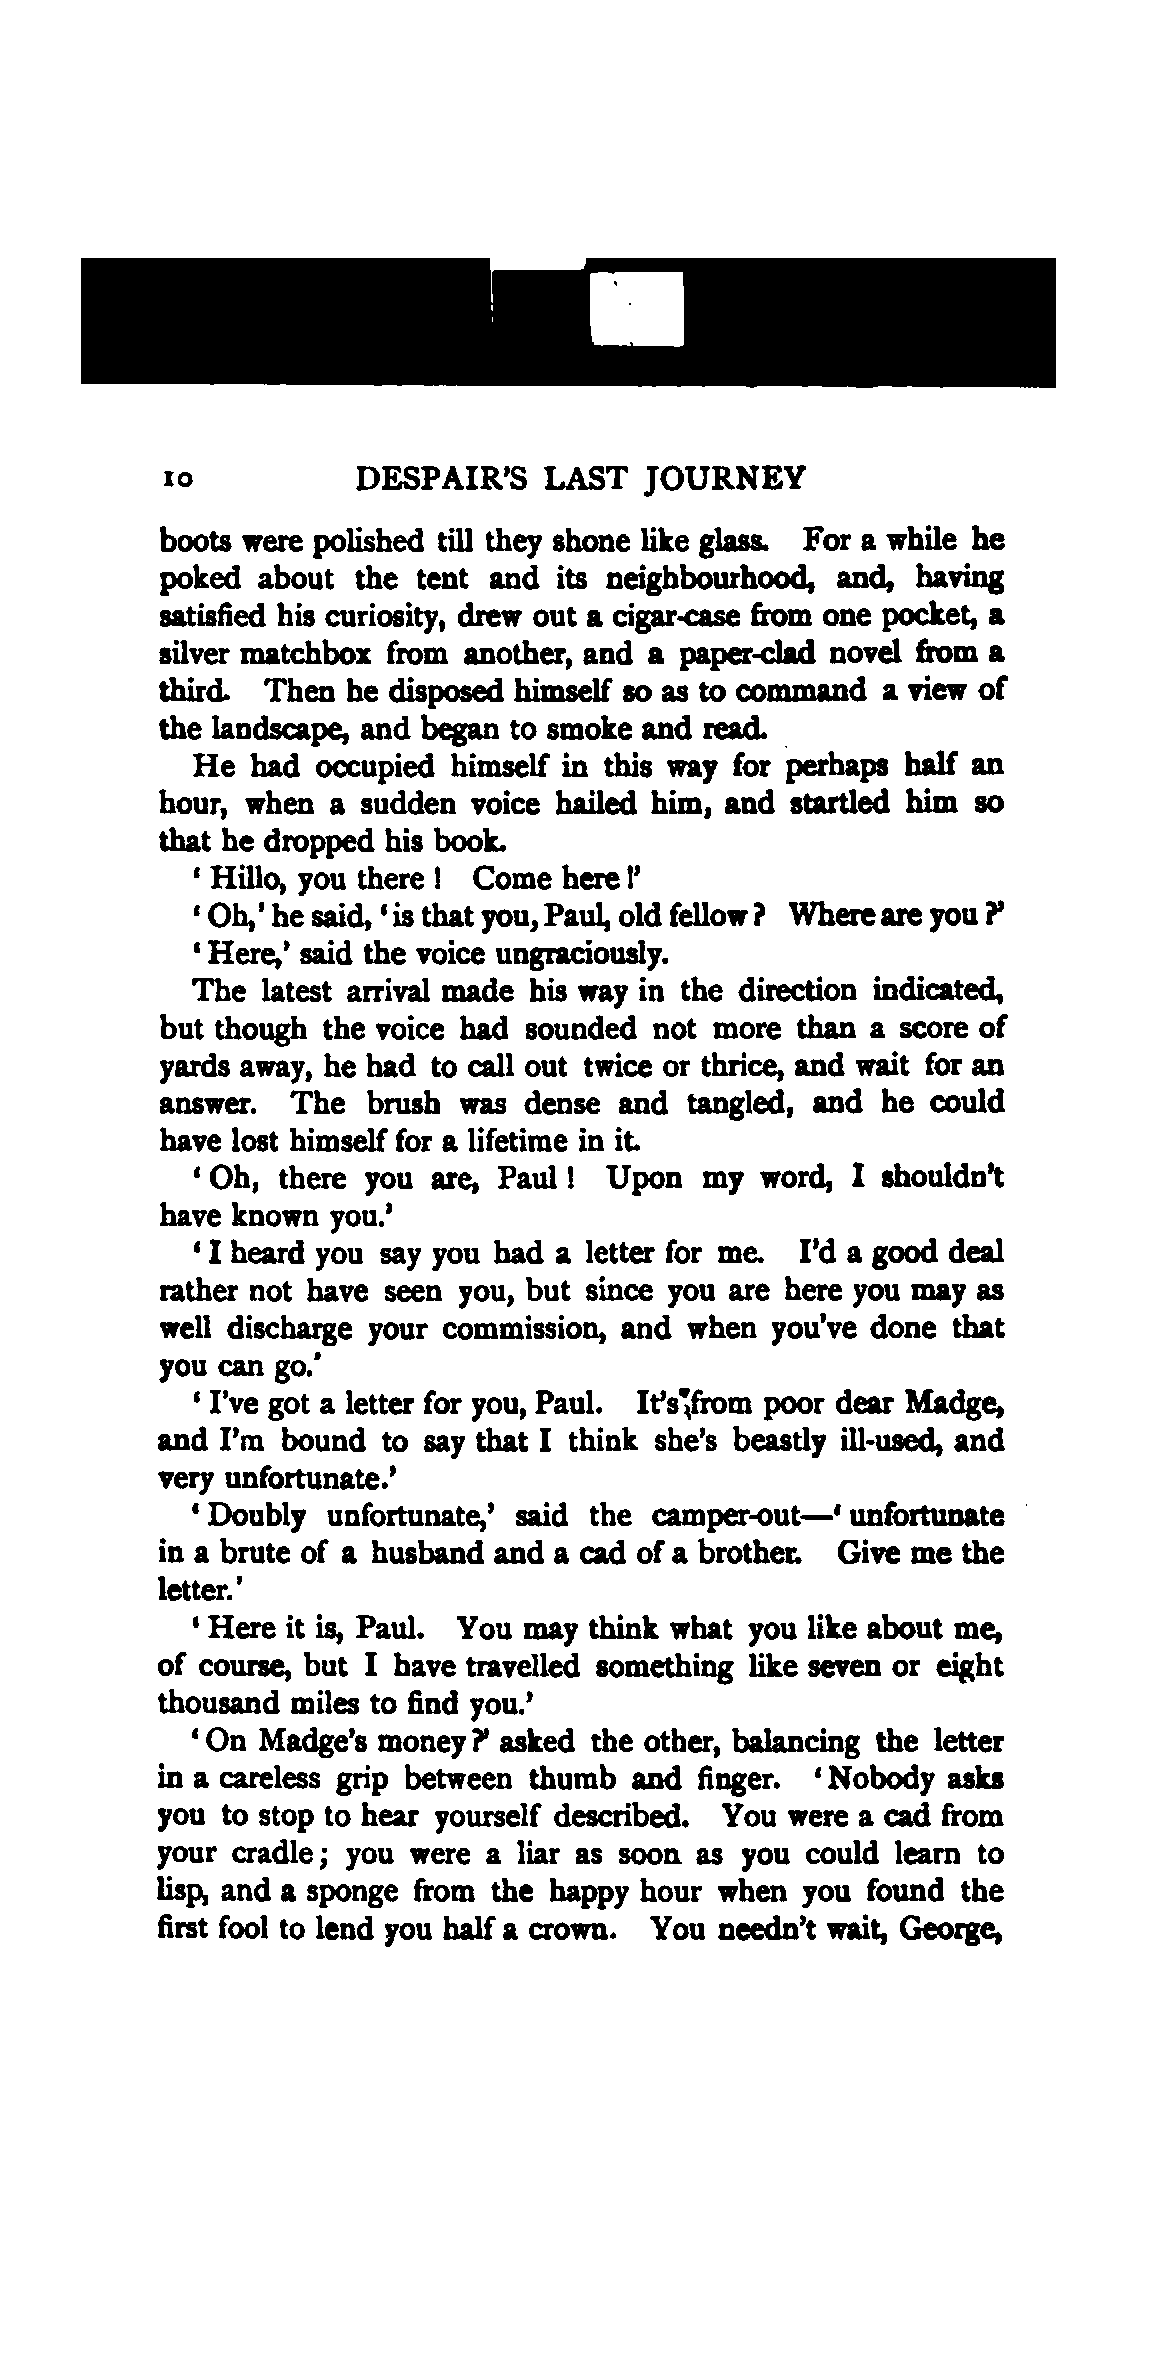 10 DESPAIR'S LAST JOURNEY
boots were polished till they shone like glass. For a while he
poked about the tent and its neighbourhood, and, having
satisfied his curiosity, drew out a cigar-case from one pocket, a
silver matchbox from another, and a paper-clad novel from a
third. Then he disposed himself so as to command a view of
the landscape, and began to smoke and read.
He had occupied himself in this way for perhaps half an
hour, when a sudden voice hailed him, and startled him so
that he dropped his book.
‘Hillo, you there! Come here!’
‘Oh,’ he said, ‘is that you, Paul, old fellow? Where are you?’
‘Here,’ said the voice ungraciously.
The latest arrival made his way in the direction indicated,
but though the voice had sounded not more than a score of
yards away, he had to call out twice or thrice, and wait for an
answer. The brush was dense and tangled, and he could
have lost himself for a lifetime in it.
‘Oh, there you are, Paul! Upon my word, I shouldn't
have known you.’
‘I heard you say you had a letter for me. I'd a good deal
rather not have seen you, but since you are here you may as
well discharge your commission, and when you've done that
you can go.’
‘I've got a letter for you, Paul. It's from poor dear Madge,
and I'm bound to say that I think she's beastly ill-used, and
very unfortunate.’
‘Doubly unfortunate,’ said the camper-out—‘unfortunate
in a brute of a husband and a cad of a brother. Give me the
letter.’
‘Here it is, Paul. You may think what you like about me,
of course, but I have travelled something like seven or eight
thousand miles to find you.’
‘On Madge's money?’ asked the other, balancing the letter
in a careless grip between thumb and finger. ‘Nobody asks
you to stop to hear yourself described. You were a cad from
your cradle; you were a liar as soon as you could learn to
lisp, and a sponge from the happy hour when you found the
first fool to lend you half a crown. You needn't wait, George,